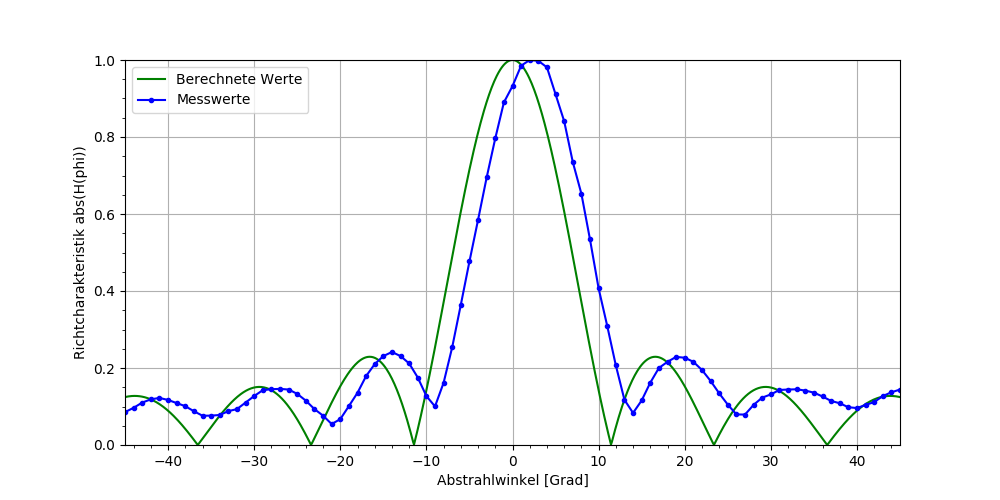 1.0
0.8
0.6
0.4
0.2
0.0
Richtcharakteristik abs(H(phi))
Berechnete Werte
Messwerte
−40 −30 −20 −10 0 10 20 30 40
Abstrahlwinkel [Grad]